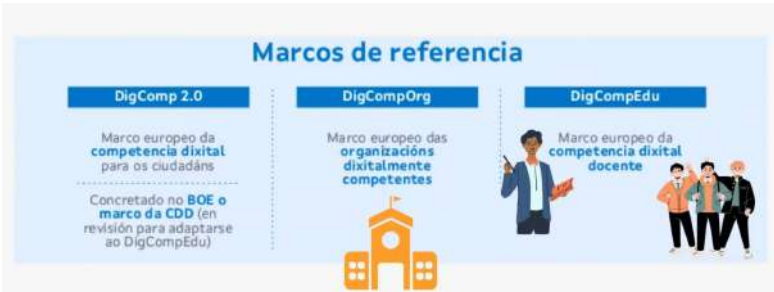 Marcos de referencia
DigComp 2.0
Marco europeo da
competencia dixital
para os ciudadáns
Concretado no BOE o
marco da CDD (en
revisión para adaptarse
ao DigCompEdu)
DigCompOrg
Marco europeo das
organizacións
dixitalmente
competentes
DigCompEdu
Marco europeo da
competencia dixital
docente